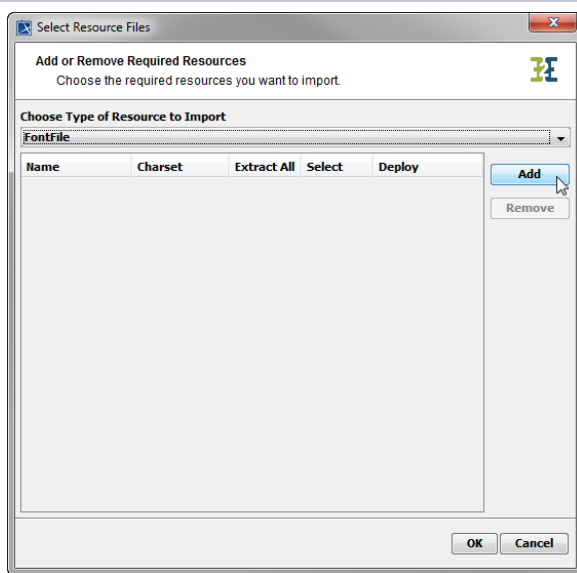 Select Resource Files
Add or Remove Required Resources
Choose the required resources you want to import.
Choose Type of Resource to Import
FontFile
Name Charset Extract All Select Deploy
Add
Remove
OK Cancel